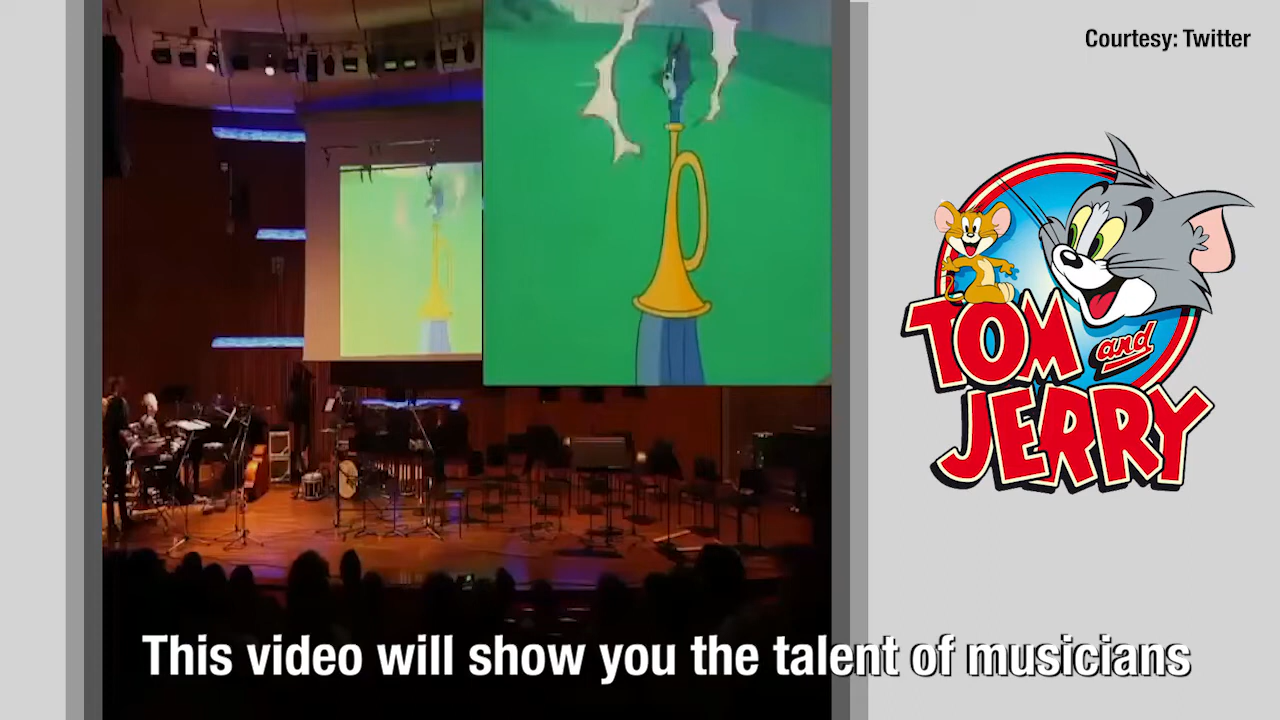 Courtesy: Twitter
TOM
and
JERRY
This video will show you the talent of musicians